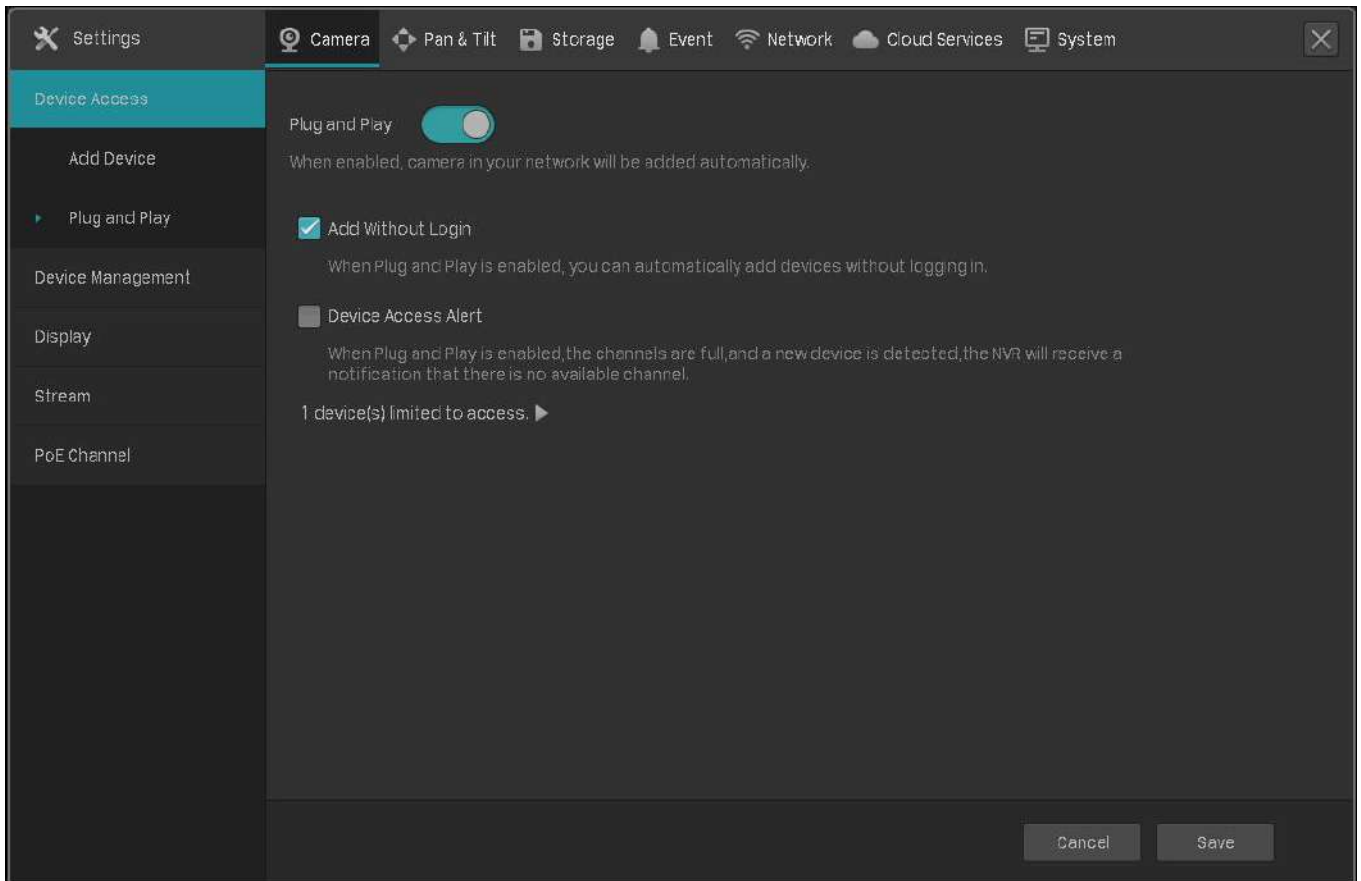 Settings
Camera
Pan & Tilt
Storage
Event
Network
Cloud Services
System
Device Access
Add Device
Plug and Play
Device Management
Display
Stream
PoE Channel
Plug and Play
When enabled, camera in your network will be added automatically.
Add Without Login
When Plug and Play is enabled, you can automatically add devices without logging in.
Device Access Alert
When Plug and Play is enabled,the channels are full,and a new device is detected,the NVR will receive a
notification that there is no available channel.
1 device(s) limited to access.
Cancel
Save